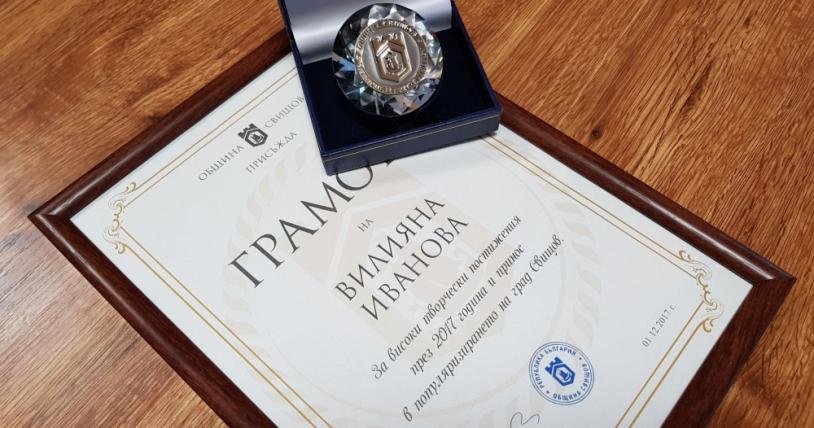 ОБЩИНА СВИЩОВ
ПРИСЪЖДА
ГРАМО
НА
ВИЛИЯНА
ИВАНОВА
За високи творчески постижения
през 2017 година и принос
в популяризирането на град Свищов.
01.12.2017 г.
РЕПУБЛИКА БЪЛГАРИЯ
ОБЩИНА СВИЩОВ